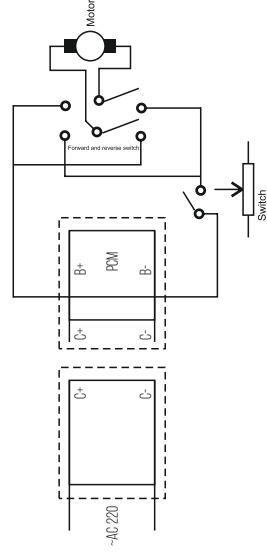 Motor
Forward and reverse switch
Switch
B+
PCM
B-
C+
C-
C+
C-
~AC 220